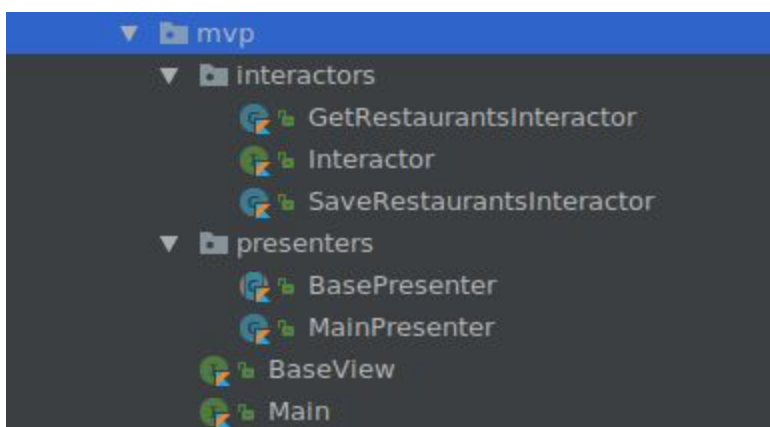 mvp
interactors
GetRestaurantsInteractor
Interactor
SaveRestaurantsInteractor
presenters
BasePresenter
MainPresenter
BaseView
Main